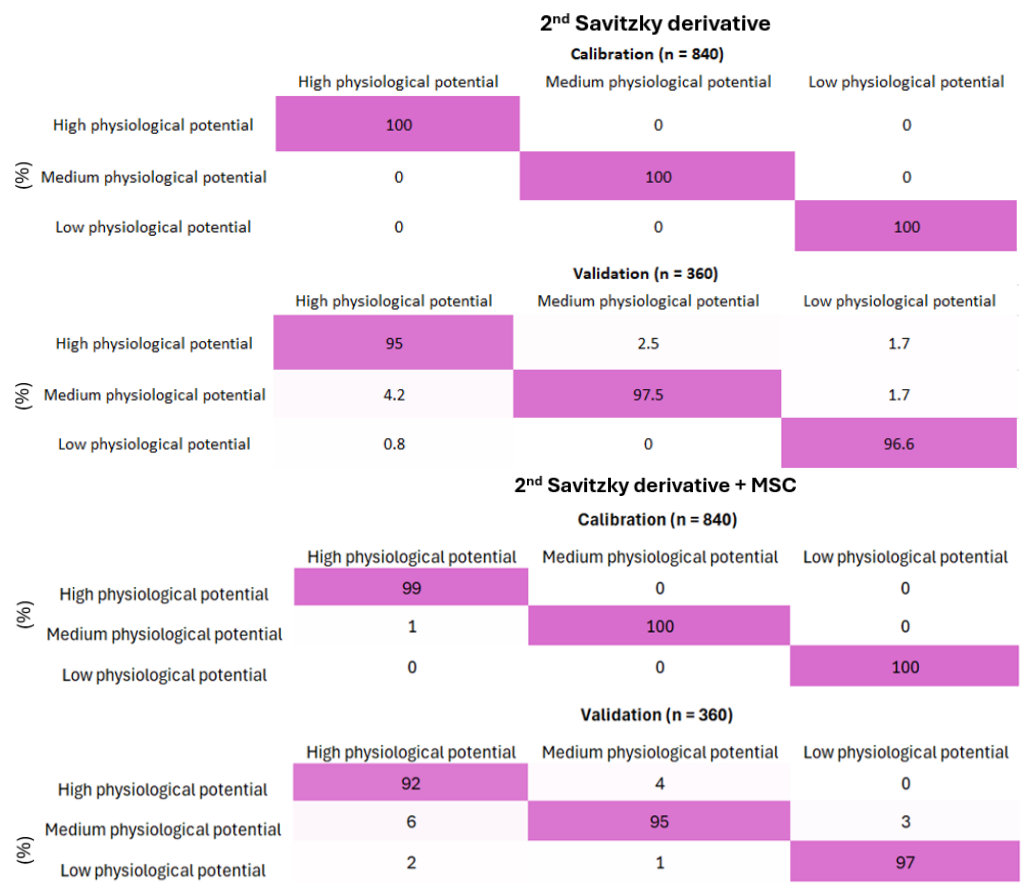 2nd Savitzky derivative
Calibration (n = 840)
High physiological potential Medium physiological potential Low physiological potential
High physiological potential 100 0 0
(%) Medium physiological potential 0 100 0
Low physiological potential 0 0 100
Validation (n = 360)
High physiological potential Medium physiological potential Low physiological potential
High physiological potential 95 2.5 1.7
(%) Medium physiological potential 4.2 97.5 1.7
Low physiological potential 0.8 0 96.6
2nd Savitzky derivative + MSC
Calibration (n = 840)
High physiological potential Medium physiological potential Low physiological potential
High physiological potential 99 0 0
(%) Medium physiological potential 1 100 0
Low physiological potential 0 0 100
Validation (n = 360)
High physiological potential Medium physiological potential Low physiological potential
High physiological potential 92 4 0
Medium physiological potential 6 95 3
(%) Low physiological potential 2 1 97